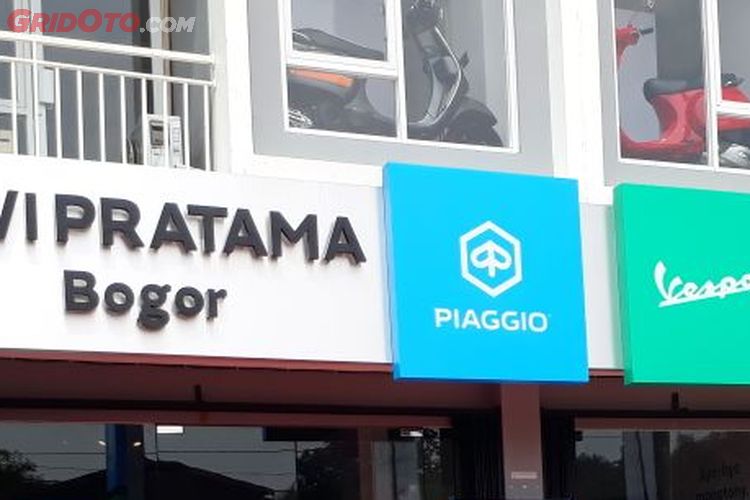 GRIDOTO.COM
VI PRATAMA
Bogor
PIAGGIO
Vespa